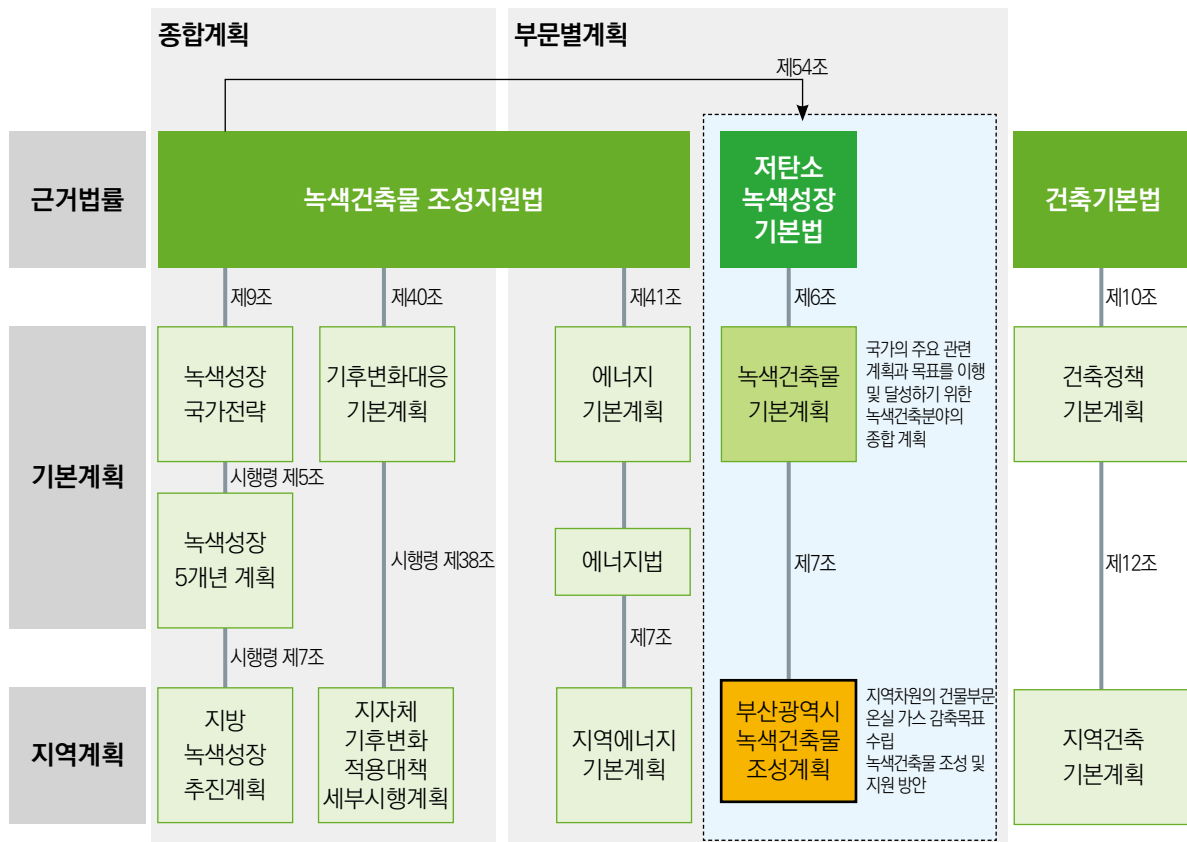 종합계획
부문별계획
제54조
근거법률
녹색건축물 조성지원법
저탄소
녹색성장
기본법
건축기본법
제9조
제40조
제41조
제6조
제10조
기본계획
녹색성장
국가전략
기후변화대응
기본계획
에너지
기본계획
녹색건축물
기본계획
국가의 주요 관련
계획과 목표를 이행
및 달성하기 위한
녹색건축분야의
종합 계획
건축정책
기본계획
시행령 제5조
녹색성장
5개년 계획
시행령 제38조
에너지법
제7조
제12조
시행령 제7조
제7조
지역계획
지방
녹색성장
추진계획
지자체
기후변화
적용대책
세부시행계획
지역에너지
기본계획
부산광역시
녹색건축물
조성계획
지역차원의 건물부문
온실 가스 감축목표
수립
녹색건축물 조성 및
지원 방안
지역건축
기본계획